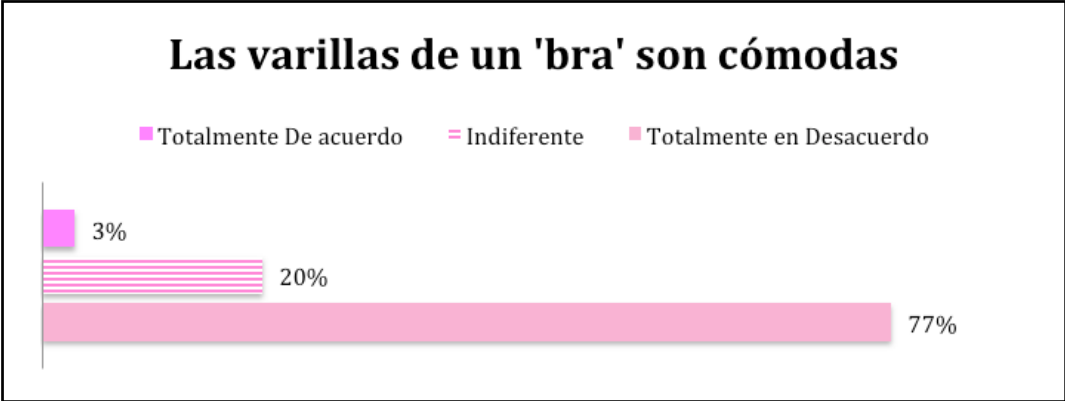 Las varillas de un 'bra' son cómodas
Totalmente De acuerdo Indiferente Totalmente en Desacuerdo
3%
20%
77%